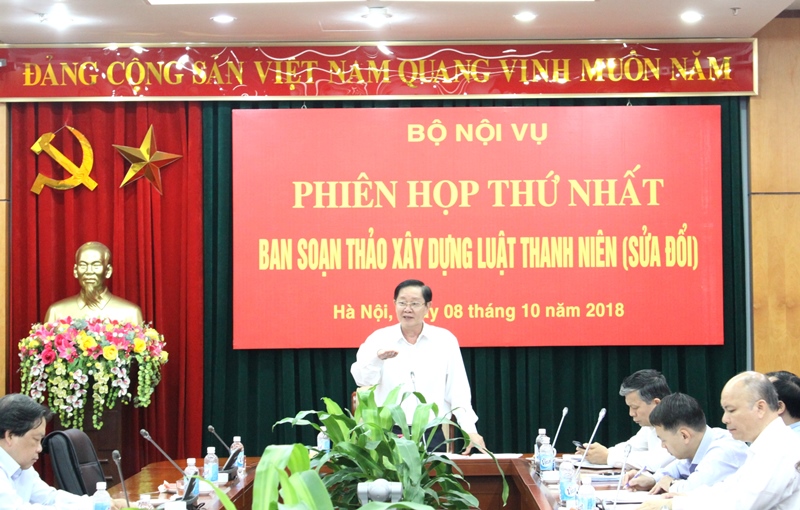 ĐẢNG CỘNG SẢN VIỆT NAM QUANG VINH MUÔN NĂM
BỘ NỘI VỤ
PHIÊN HỌP THỨ NHẤT
BAN SOẠN THẢO XÂY DỰNG LUẬT THANH NIÊN (SỬA ĐỔI)
Hà Nội, 08 tháng 10 năm 2018